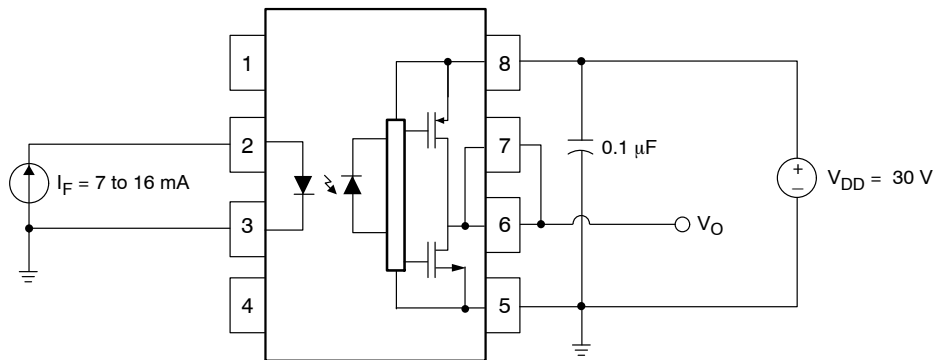 1
8
2
7
0.1 μF
I_F = 7 to 16 mA
+
–
V_DD = 30 V
3
6
V_O
4
5